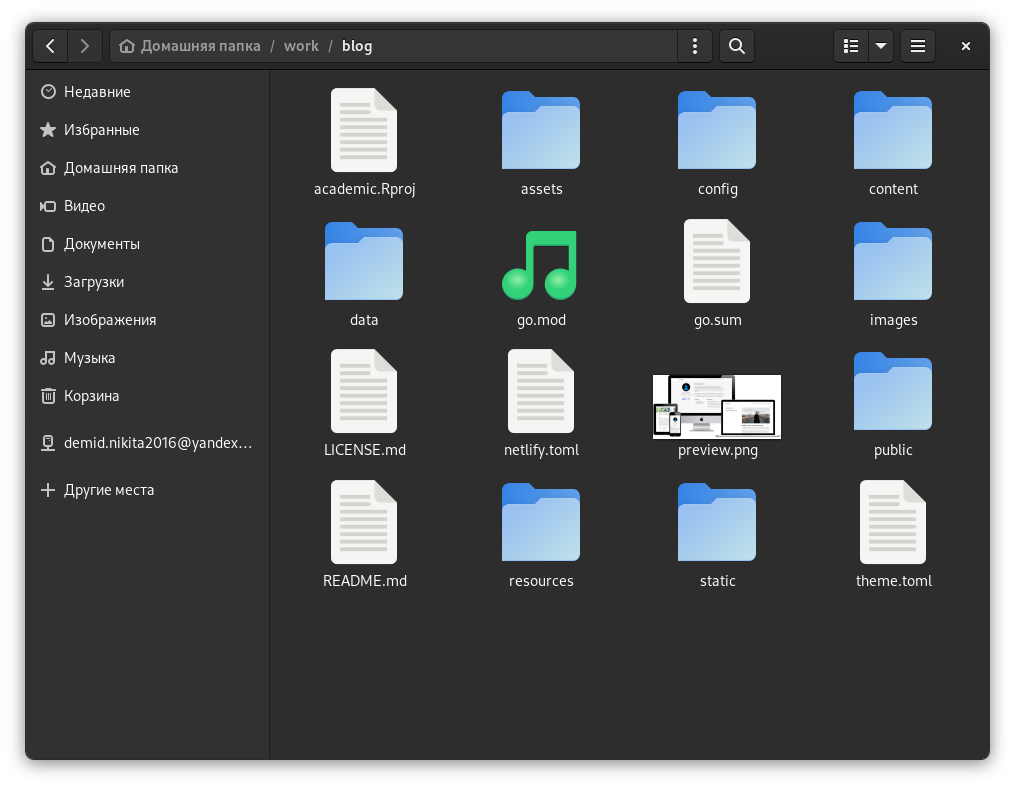 Домашняя папка / work / blog
Недавние
Избранные
Домашняя папка
Видео
Документы
Загрузки
Изображения
Музыка
Корзина
demid.nikita2016@yandex…
Другие места
academic.Rproj
assets
config
content
data
go.mod
go.sum
images
LICENSE.md
netlify.toml
preview.png
public
README.md
resources
static
theme.toml